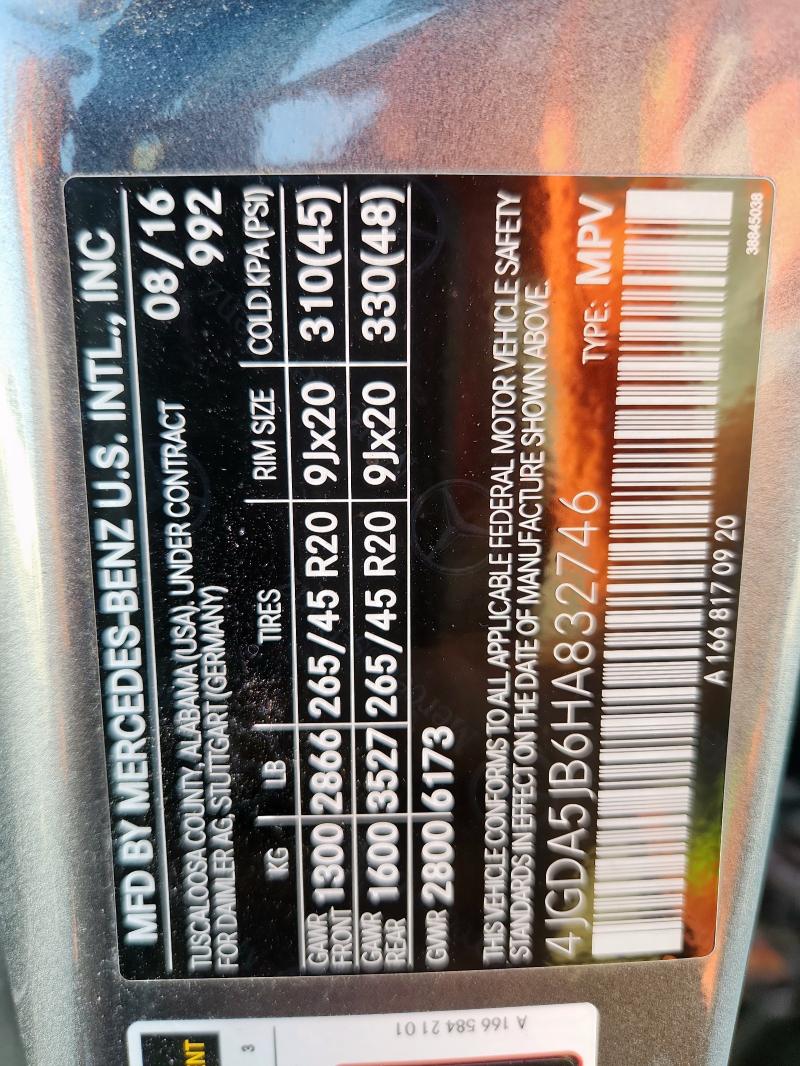 MFD BY MERCEDES-BENZ U.S. INTL., INC
TUSCALOOSA COUNTY, ALABAMA (USA), UNDER CONTRACT 08/16
FOR DAIMLER AG, STUTTGART (GERMANY) 992
KG LB TIRES RIM SIZE COLD KPA (PSI)
GAWR FRONT 1300 2866 265/45 R20 9Jx20 310(45)
GAWR REAR 1600 3527 265/45 R20 9Jx20 330(48)
GVWR 2800 6173
THIS VEHICLE CONFORMS TO ALL APPLICABLE FEDERAL MOTOR VEHICLE SAFETY
STANDARDS IN EFFECT ON THE DATE OF MANUFACTURE SHOWN ABOVE.
4JGDA5JB6HA832746 TYPE: MPV
A 166 817 09 20
38845038
A 166 584 21 01
3